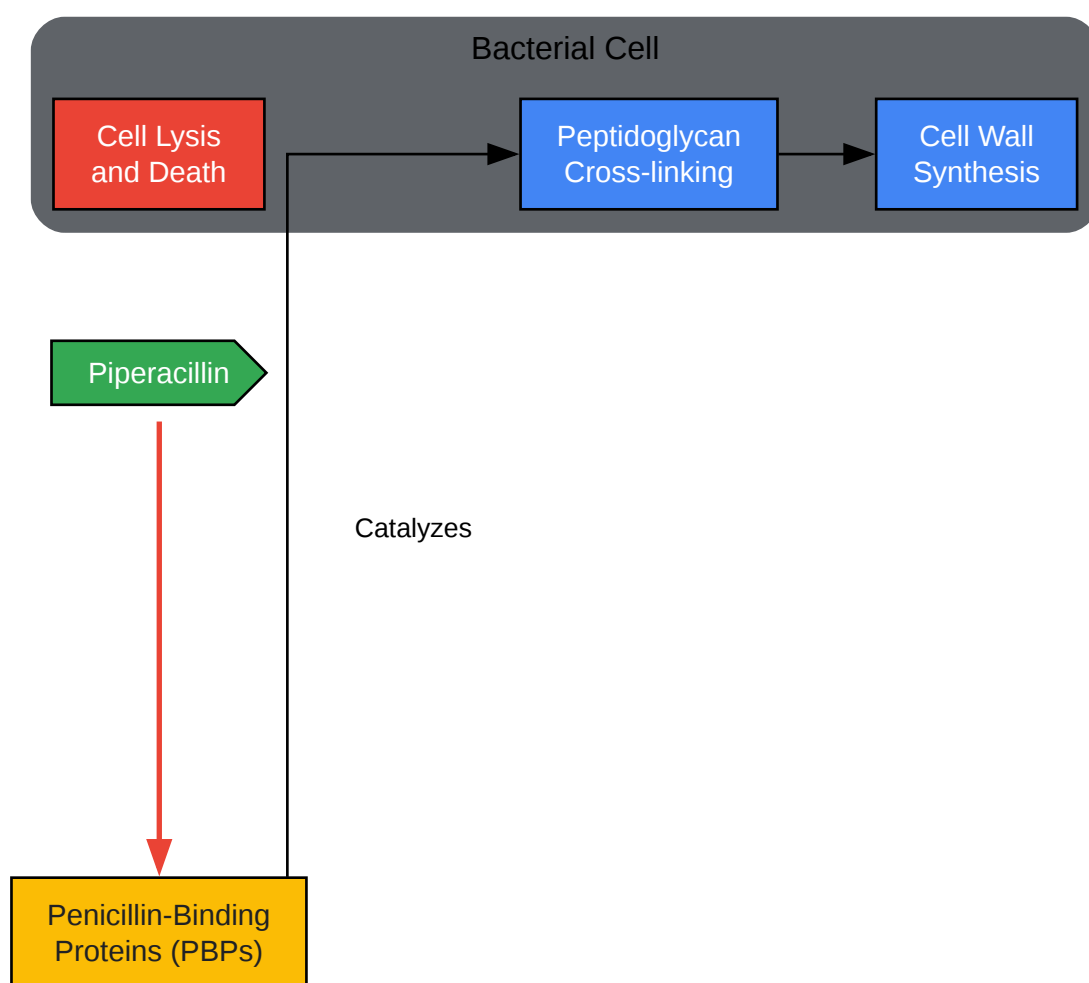 Bacterial Cell
Cell Lysis
and Death
Peptidoglycan
Cross-linking
Cell Wall
Synthesis
Piperacillin
Catalyzes
Penicillin-Binding
Proteins (PBPs)